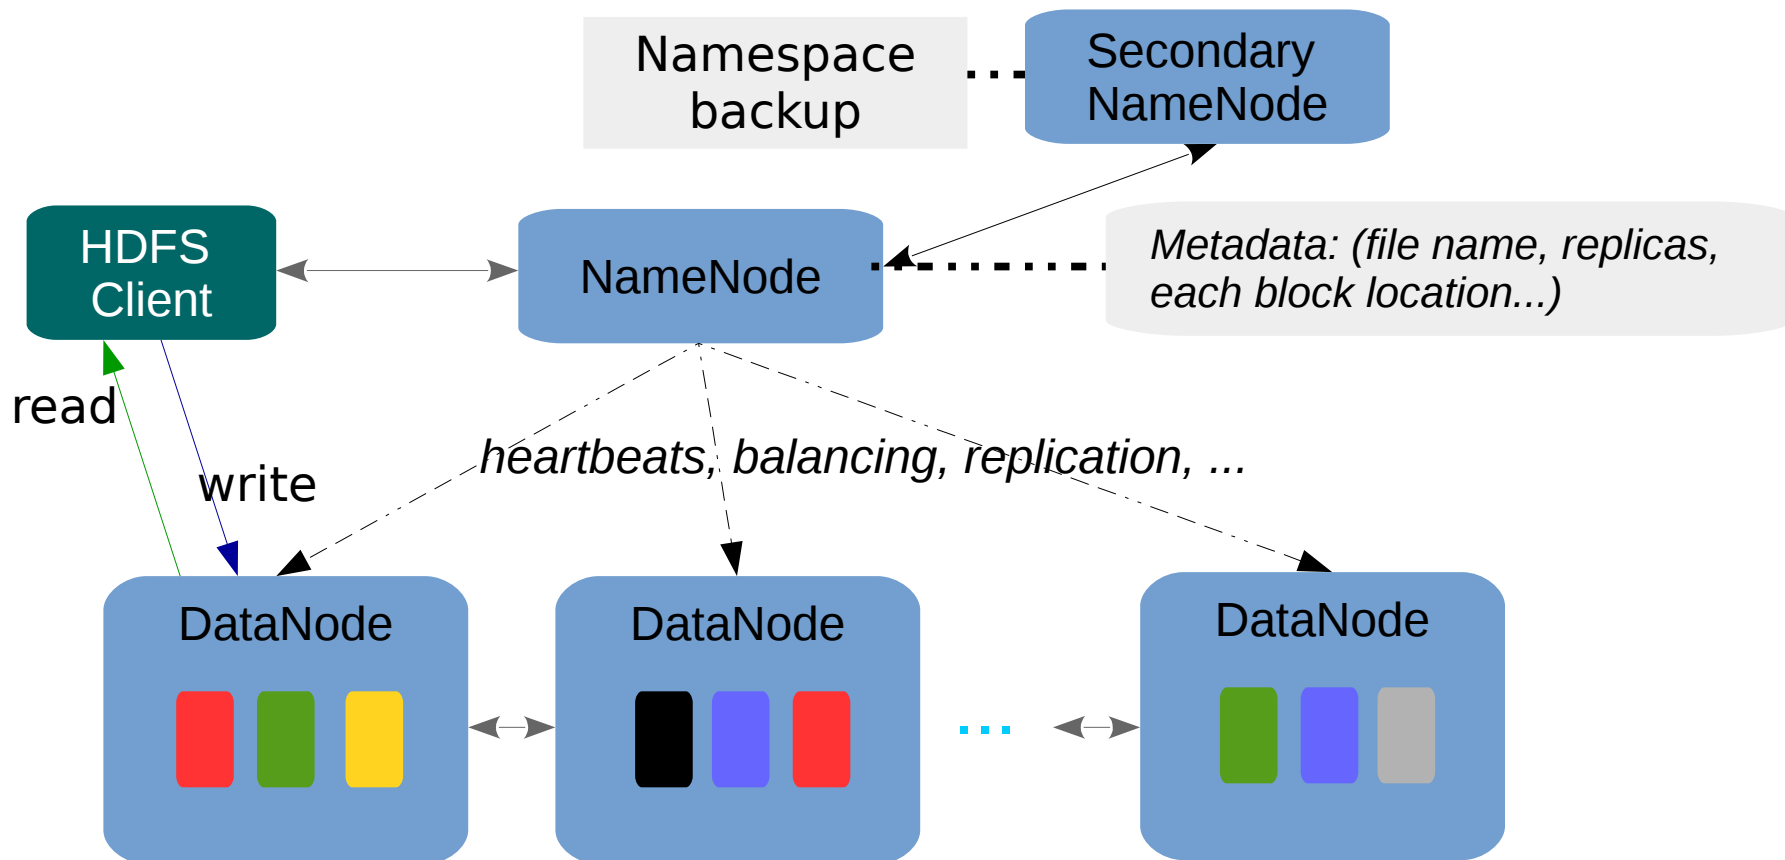 Namespace
backup
Secondary
NameNode
HDFS
Client
NameNode
Metadata: (file name, replicas,
each block location...)
read
write
heartbeats, balancing, replication, ...
DataNode
DataNode
DataNode